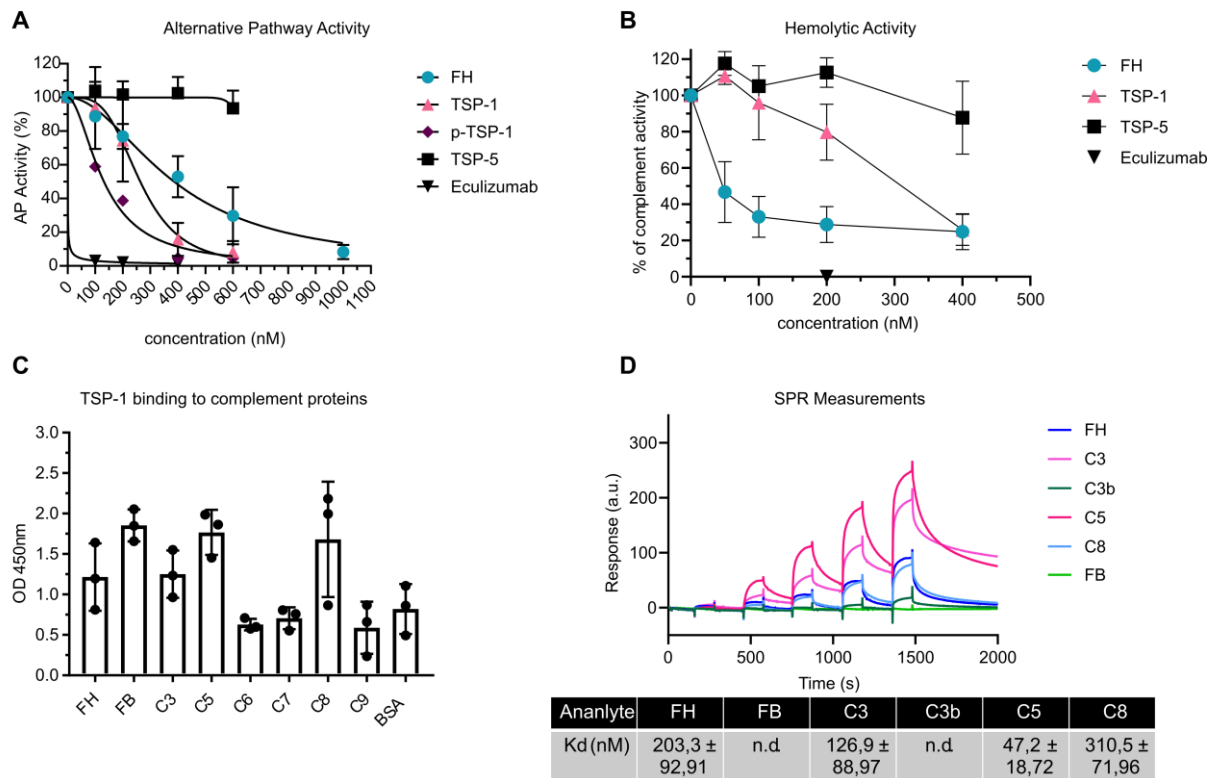 A
Alternative Pathway Activity
AP Activity (%)
120
100
80
60
40
20
0
0
100
200
300
400
500
600
700
800
900
1000
1100
concentration (nM)
FH
TSP-1
p-TSP-1
TSP-5
Eculizumab
B
Hemolytic Activity
% of complement activity
120
100
80
60
40
20
0
0
100
200
300
400
500
concentration (nM)
FH
TSP-1
TSP-5
Eculizumab
C
TSP-1 binding to complement proteins
OD 450nm
3.0
2.5
2.0
1.5
1.0
0.5
0.0
FH
FB
C3
C5
C6
C7
C8
C9
BSA
D
SPR Measurements
Response (a.u.)
300
200
100
0
0
500
1000
1500
2000
Time (s)
FH
C3
C3b
C5
C8
FB
Ananlyte FH FB C3 C3b C5 C8
Kd (nM) 203,3 ± n.d. 126,9 ± n.d. 47,2 ± 310,5 ±
92,91 88,97 18,72 71,96